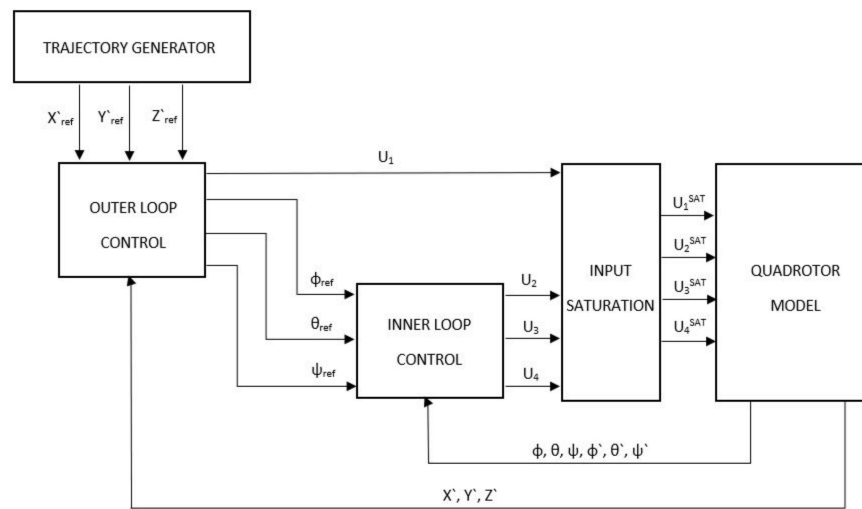 TRAJECTORY GENERATOR
X`ref Y`ref Z`ref
U1
OUTER LOOP
CONTROL
ϕref
θref
ψref
INNER LOOP
CONTROL
U2
U3
U4
INPUT
SATURATION
U1SAT
U2SAT
U3SAT
U4SAT
QUADROTOR
MODEL
ϕ, θ, ψ, ϕ`, θ`, ψ`
X`, Y`, Z`